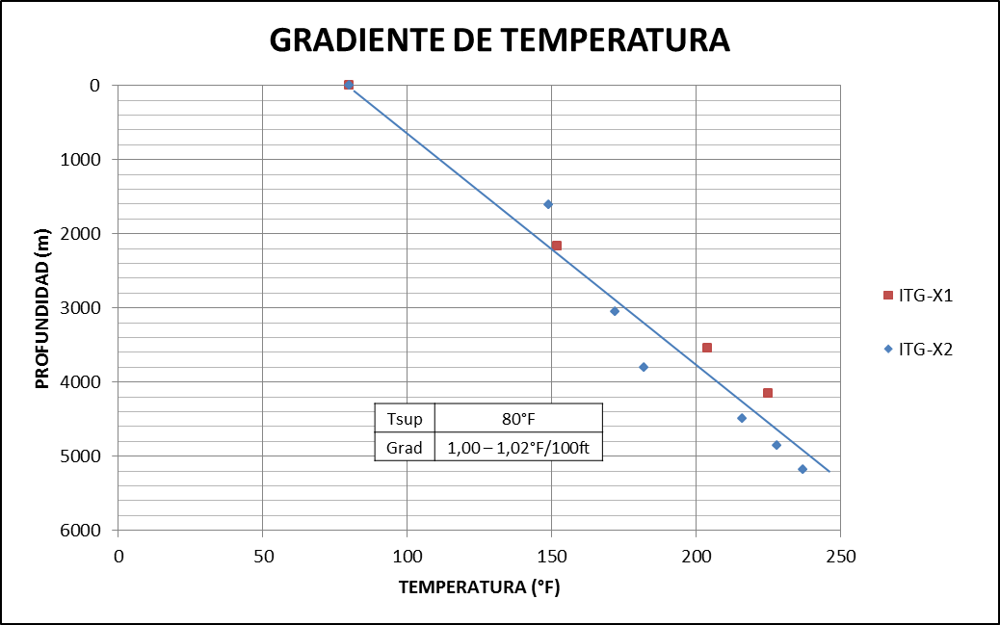 GRADIENTE DE TEMPERATURA
0
1000
2000
3000
4000
5000
6000
PROFUNDIDAD (m)
Tsup 80°F
Grad 1,00 – 1,02°F/100ft
ITG-X1
ITG-X2
0 50 100 150 200 250
TEMPERATURA (°F)